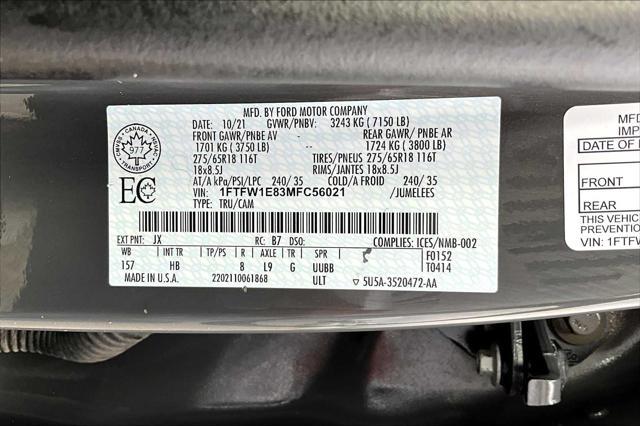 MFD. BY FORD MOTOR COMPANY
DATE: 10/21 GVWR/PNBV: 3243 KG ( 7150 LB)
FRONT GAWR/PNBE AV REAR GAWR/ PNBE AR
1701 KG ( 3750 LB) 1724 KG ( 3800 LB)
275/65R18 116T TIRES/PNEUS 275/65R18 116T
18x8.5J RIMS/JANTES 18x8.5J
AT/A kPa/PSI/LPC 240/ 35 COLD/A FROID 240/ 35
VIN: 1FTFW1E83MFC56021 /JUMELEES
TYPE: TRU/CAM
CANADA
TRANSPORT
977
EC
EXT PNT: JX RC: B7 DSO: COMPLIES: ICES/NMB-002
WB INT TR TP/PS R AXLE TR SPR F0152
157 HB 8 L9 G UUBB T0414
MADE IN U.S.A. 2202110061868 ULT 5U5A-3520472-AA
MFD
IMP
FRONT
REAR
THIS VEH
PREVENTI
VIN: 1FTFW